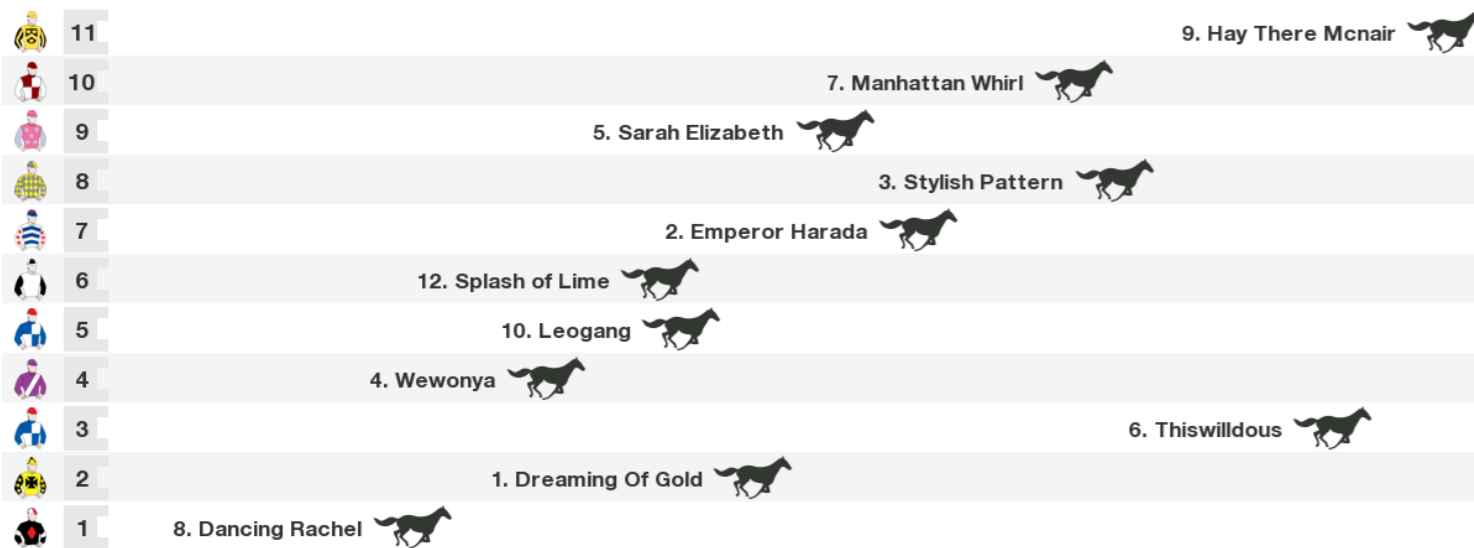 11 9. Hay There Mcnair
10 7. Manhattan Whirl
9 5. Sarah Elizabeth
8 3. Stylish Pattern
7 2. Emperor Harada
6 12. Splash of Lime
5 10. Leogang
4 4. Wewonya
3 6. Thiswilldous
2 1. Dreaming Of Gold
1 8. Dancing Rachel